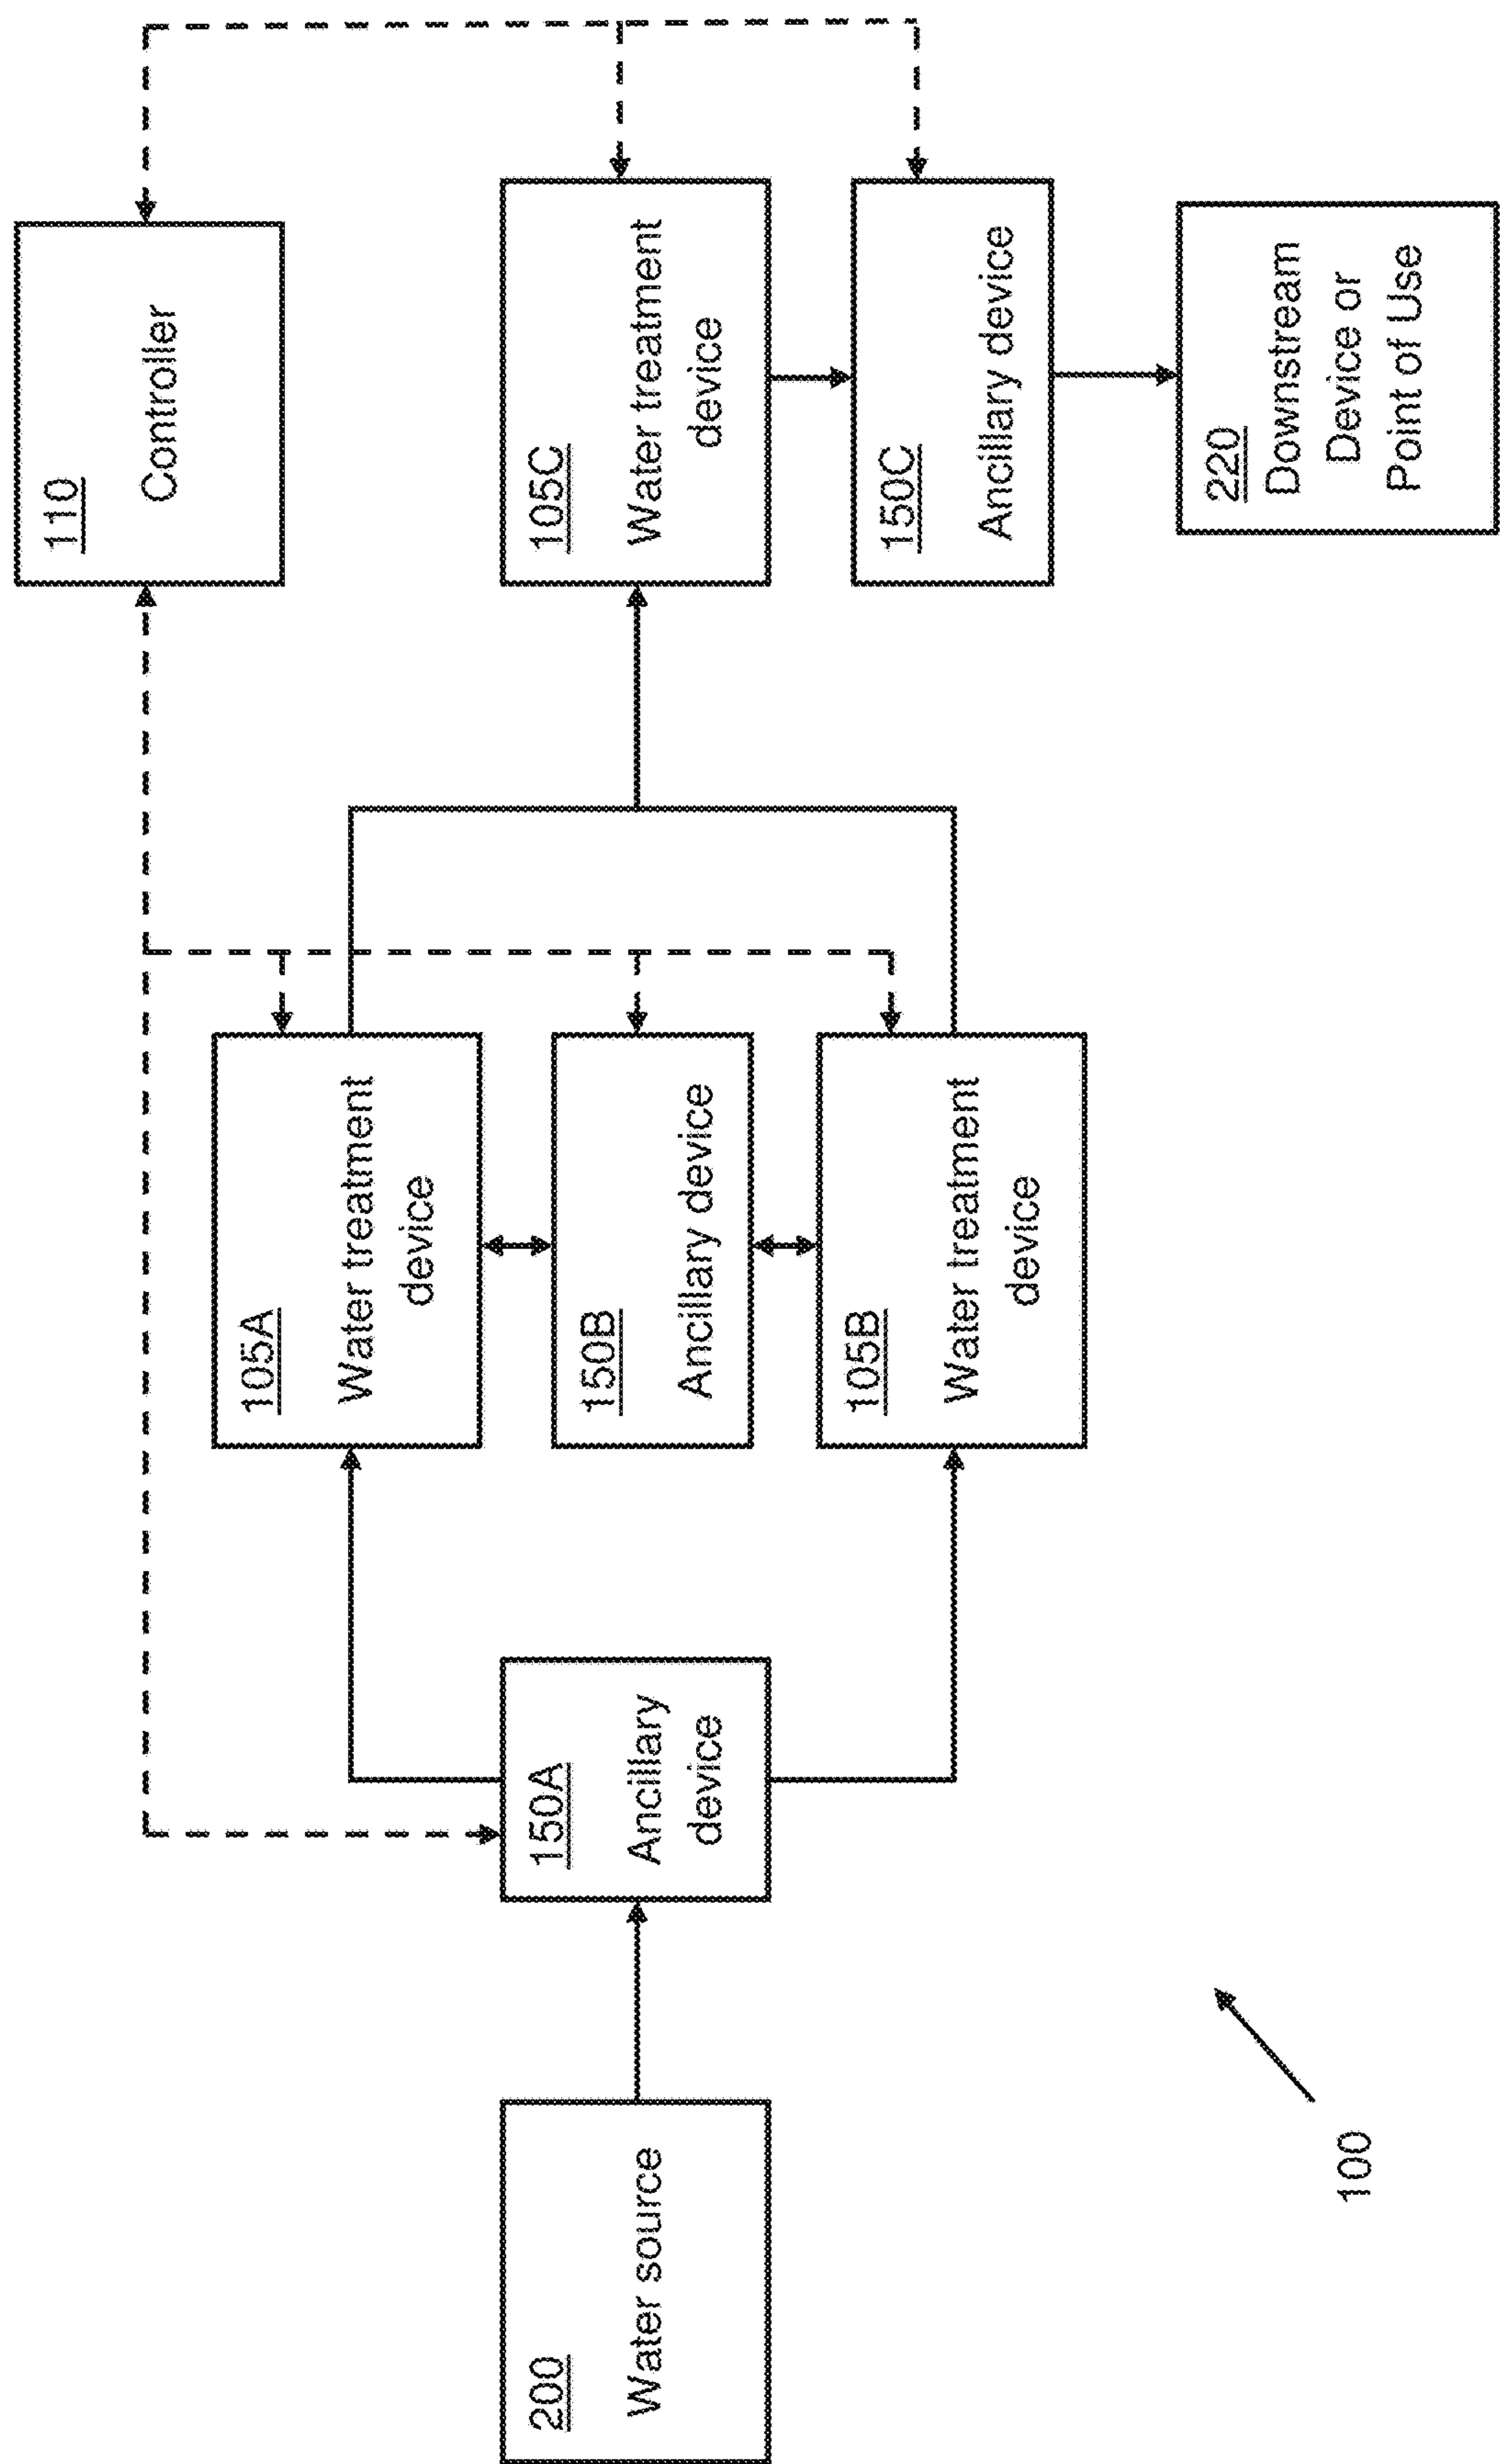 110
Controller
200
Water source
150A
Ancillary
device
105A
Water treatment
device
150B
Ancillary device
105B
Water treatment
device
105C
Water treatment
device
150C
Ancillary device
220
Downstream
Device or
Point of Use
100